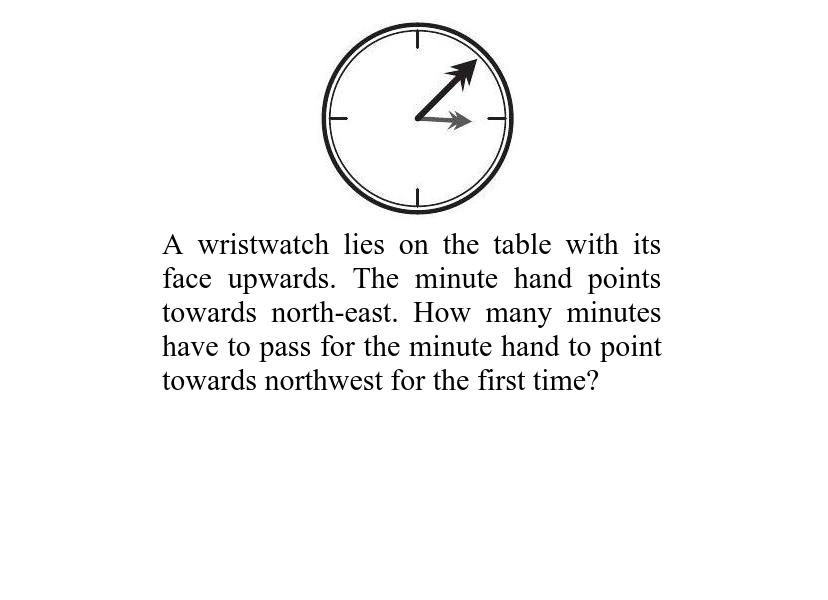 A wristwatch lies on the table with its
face upwards. The minute hand points
towards north-east. How many minutes
have to pass for the minute hand to point
towards northwest for the first time?